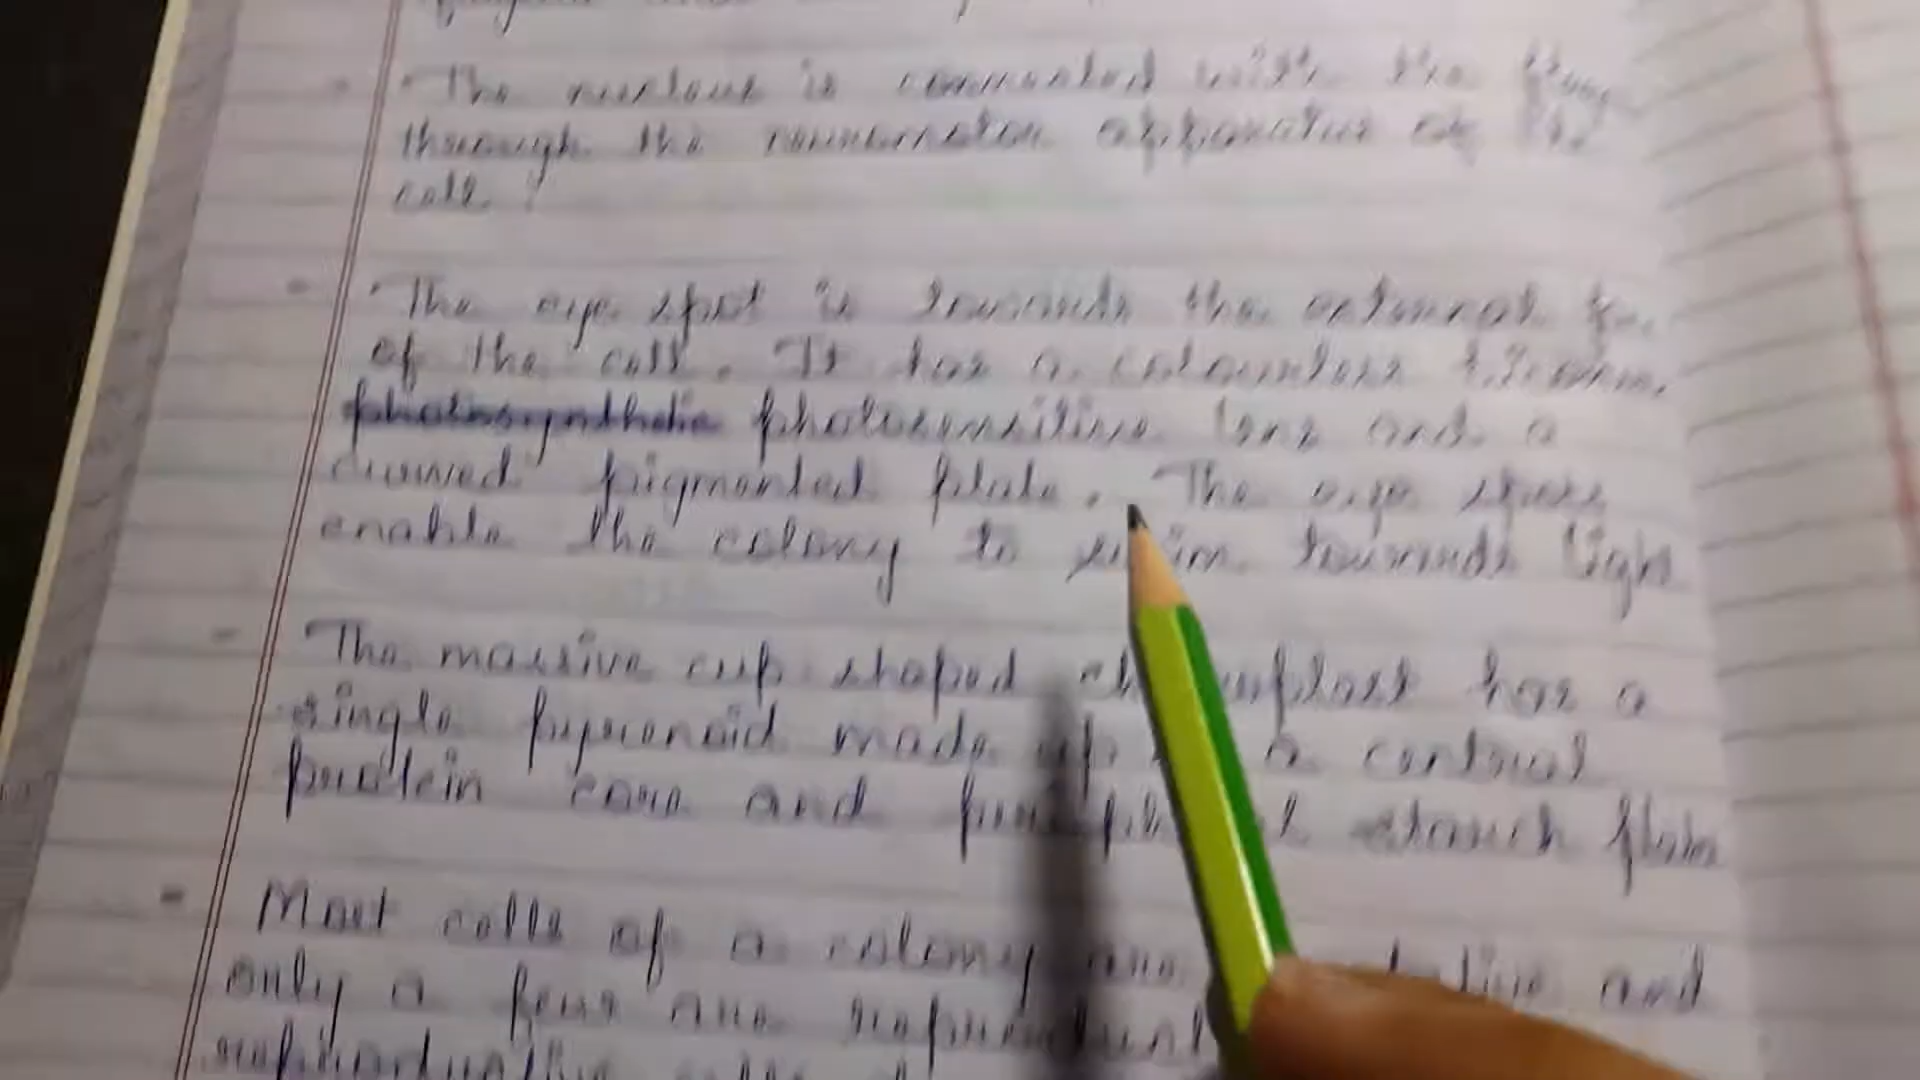 The nucleus is connected with the
through the neuromotor apparatus of the
cell.
The eye spot is towards the external
of the cell. It has a colourless
photosynthetic photosensitive lens and a
curved pigmented plate. The eye spots
enable the colony to swim towards light
The massive cup shaped has a
single pyrenoid made up a central
protein core and starch plate
Most cells of a colony are and
only a few are